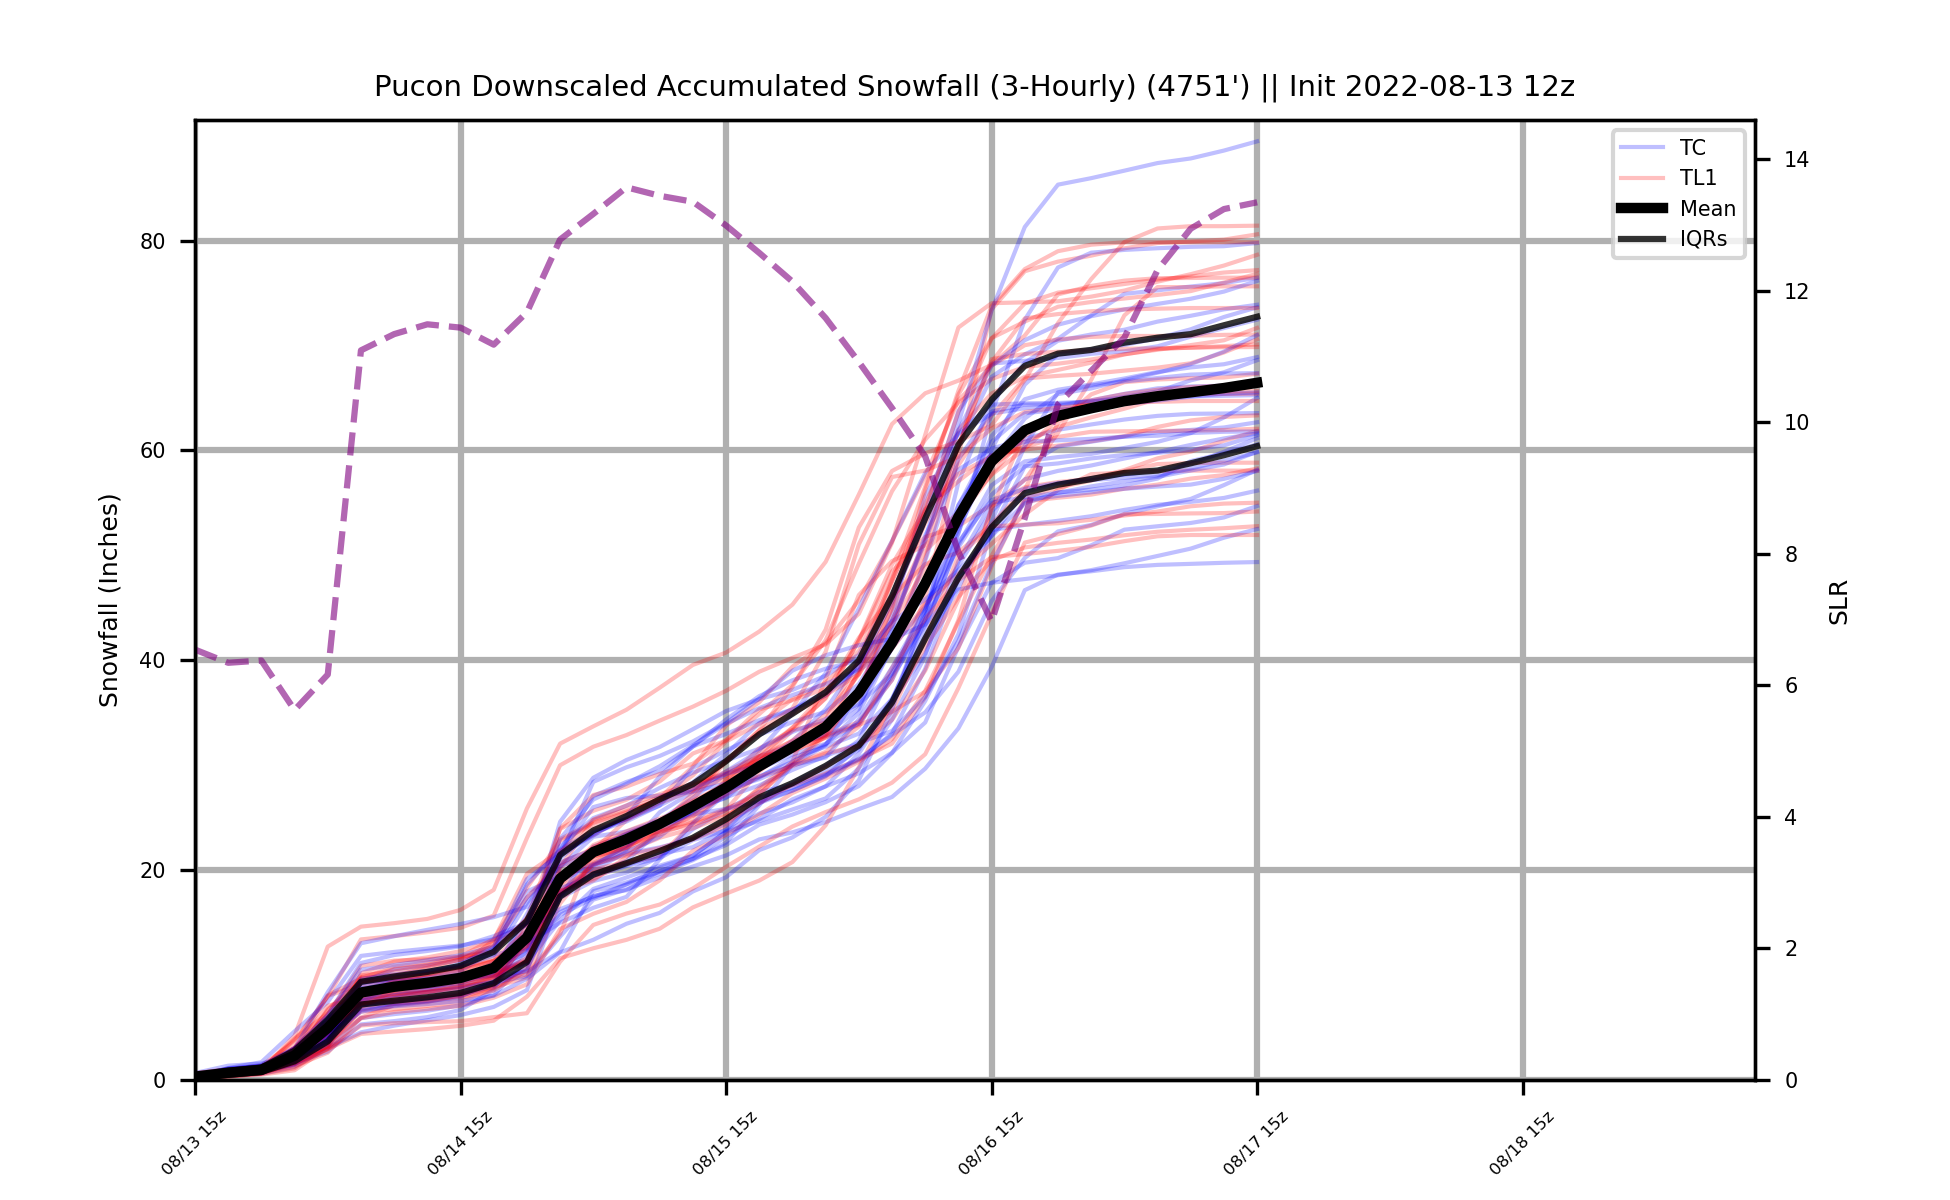 Pucon Downscaled Accumulated Snowfall (3-Hourly) (4751') || Init 2022-08-13 12z
TC
TL1
Mean
IQRs
Snowfall (Inches)
80
60
40
20
0
14
12
10
8
6
4
2
0
SLR
08/13 15z
08/14 15z
08/15 15z
08/16 15z
08/17 15z
08/18 15z